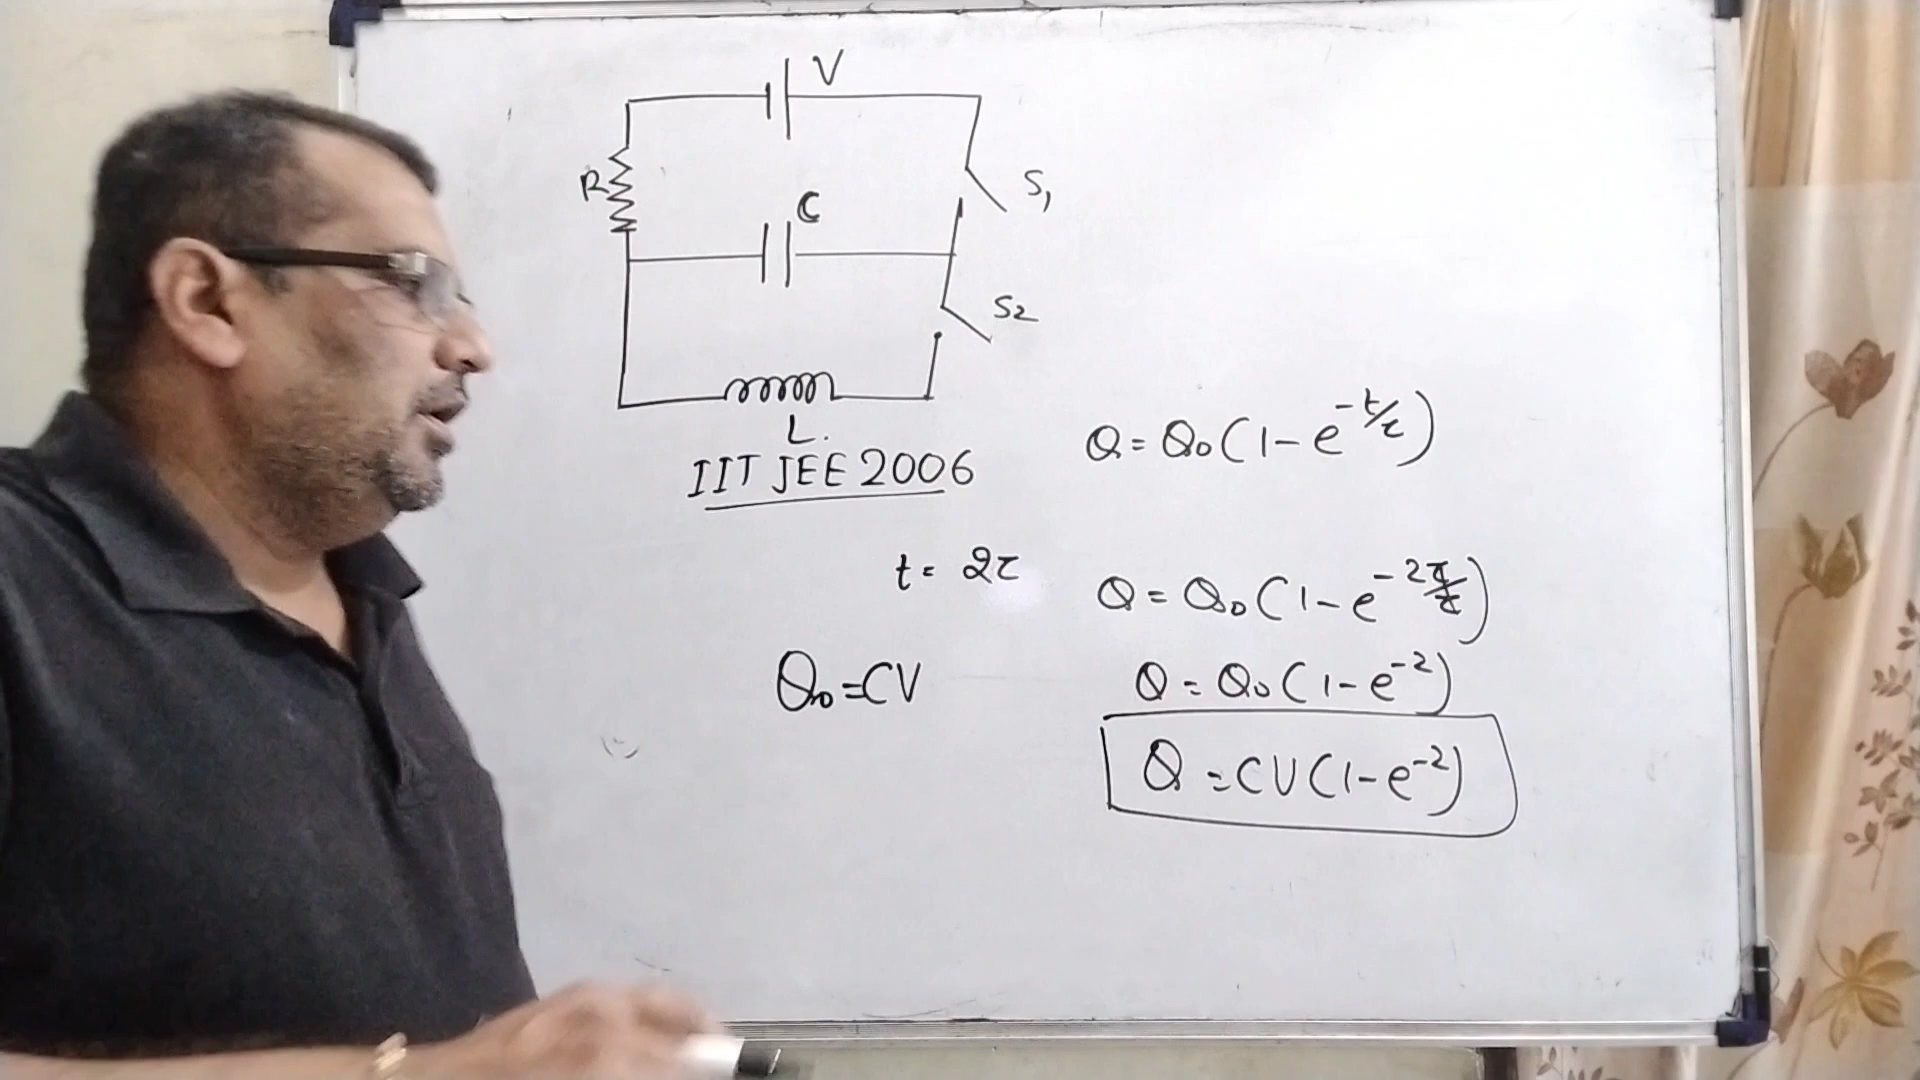 V
R
C
S₁
S₂
L.
IIT JEE 2006
Q = Q₀(1-e^{-t/τ})
t = 2τ
Q = Q₀(1-e^{-2τ/τ})
Q₀=CV
Q = Q₀(1-e^{-2})
Q = CV(1-e^{-2})